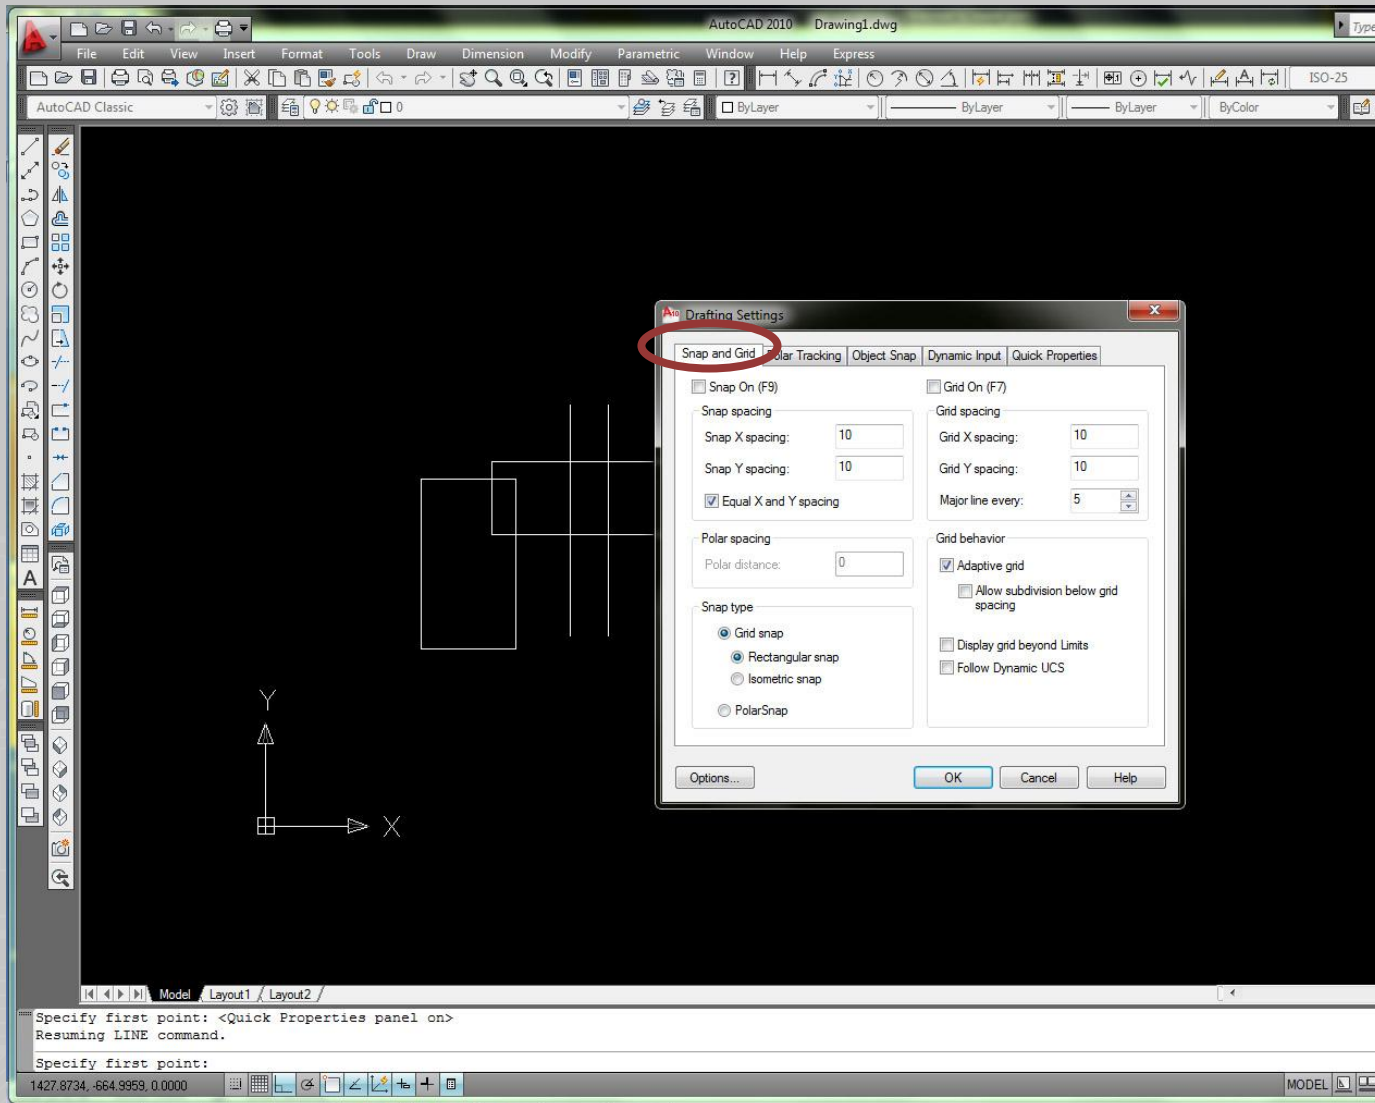 AutoCAD 2010 Drawing1.dwg
Type
File Edit View Insert Format Tools Draw Dimension Modify Parametric Window Help Express
ISO-25
AutoCAD Classic
0
ByLayer
ByLayer
ByLayer
ByColor
Drafting Settings
Snap and Grid
Tracking
Object Snap
Dynamic Input
Quick Properties
Snap On (F9)
Snap spacing
Snap X spacing: 10
Snap Y spacing: 10
Equal X and Y spacing
Polar spacing
Polar distance: 0
Snap type
Grid snap
Rectangular snap
Isometric snap
PolarSnap
Grid On (F7)
Grid spacing
Grid X spacing: 10
Grid Y spacing: 10
Major line every: 5
Grid behavior
Adaptive grid
Allow subdivision below grid
spacing
Display grid beyond Limits
Follow Dynamic UCS
Options...
OK
Cancel
Help
Y
X
Model Layout1 Layout2
Specify first point: <Quick Properties panel on>
Resuming LINE command.
Specify first point:
1427.8734, -664.9959, 0.0000
MODEL